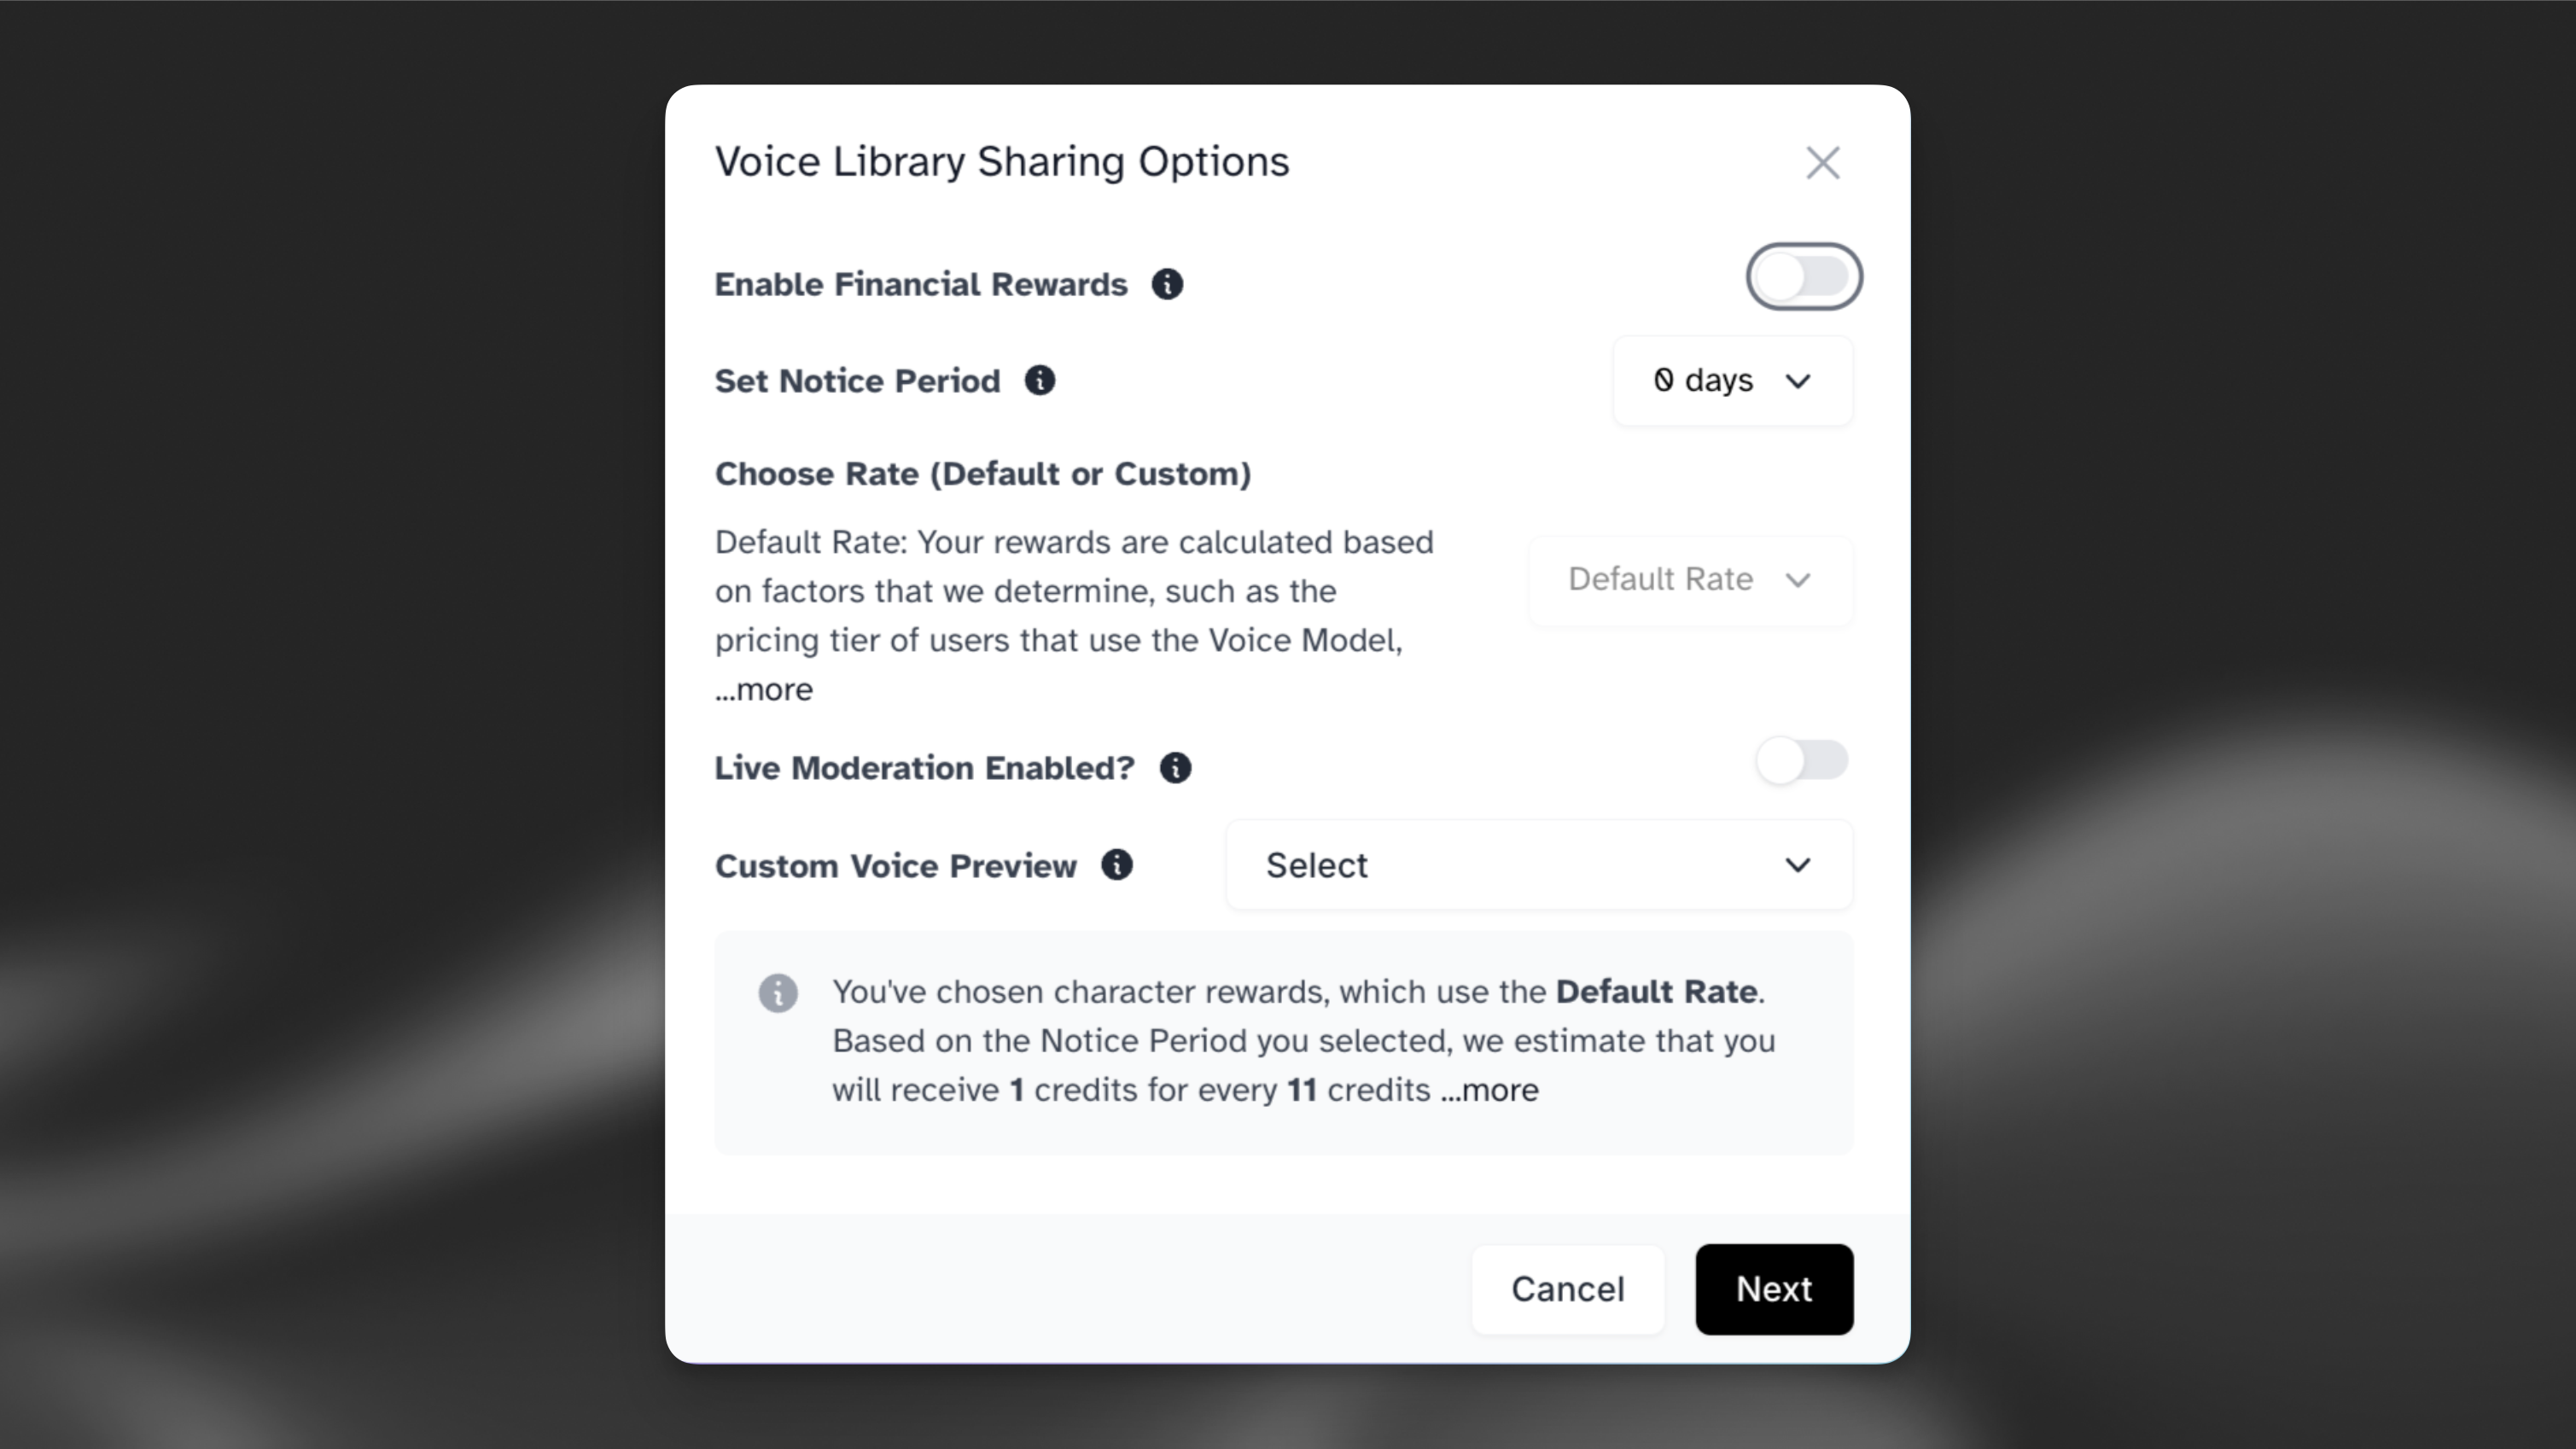 Voice Library Sharing Options
Enable Financial Rewards
Set Notice Period
0 days
Choose Rate (Default or Custom)
Default Rate: Your rewards are calculated based
on factors that we determine, such as the
pricing tier of users that use the Voice Model,
...more
Default Rate
Live Moderation Enabled?
Custom Voice Preview
Select
You've chosen character rewards, which use the Default Rate.
Based on the Notice Period you selected, we estimate that you
will receive 1 credits for every 11 credits ...more
Cancel
Next